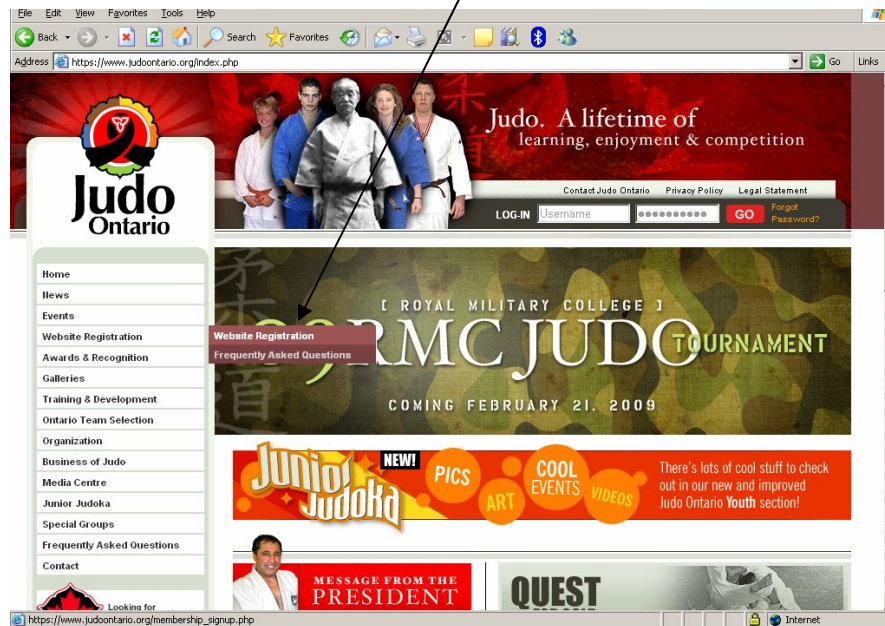 File Edit View Favorites Tools Help
Back Search Favorites
Address https://www.judoontario.org/index.php Go Links
Judo. A lifetime of
learning, enjoyment & competition
Contact Judo Ontario Privacy Policy Legal Statement
LOG-IN Username ●●●●●●●●●● GO Forgot
Password?
Judo
Ontario
Home
News
Events
Website Registration
Awards & Recognition
Galleries
Training & Development
Ontario Team Selection
Organization
Business of Judo
Media Centre
Junior Judoka
Special Groups
Frequently Asked Questions
Contact
Looking for
Website Registration
Frequently Asked Questions
柔道
[ ROYAL MILITARY COLLEGE ]
RMC JUDO TOURNAMENT
COMING FEBRUARY 21, 2009
Junior
Judoka
NEW!
PICS
ART
COOL
EVENTS
VIDEOS
There's lots of cool stuff to check
out in our new and improved
Judo Ontario Youth section!
MESSAGE FROM THE
PRESIDENT
QUEST
https://www.judoontario.org/membership_signup.php Internet